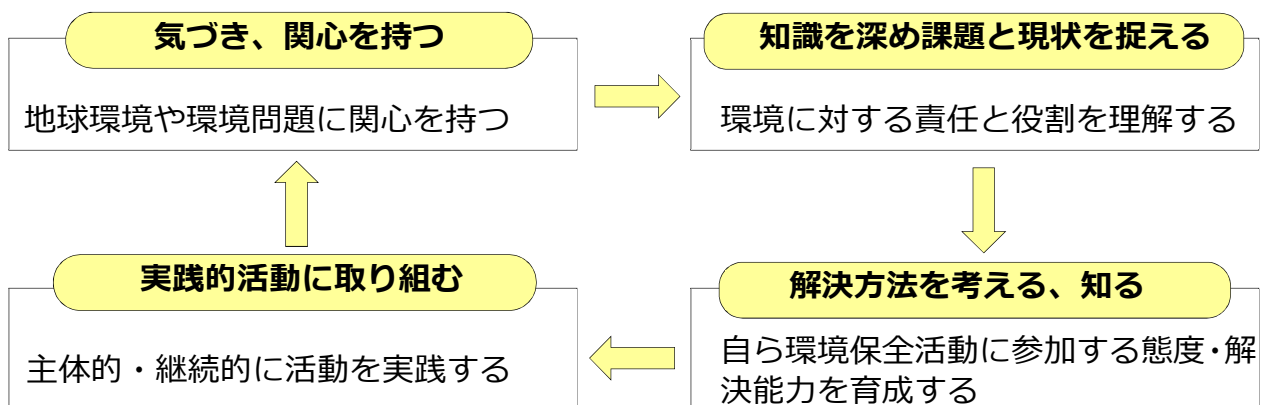 気づき、関心を持つ
地球環境や環境問題に関心を持つ
知識を深め課題と現状を捉える
環境に対する責任と役割を理解する
解決方法を考える、知る
自ら環境保全活動に参加する態度・解
決能力を育成する
実践的活動に取り組む
主体的・継続的に活動を実践する